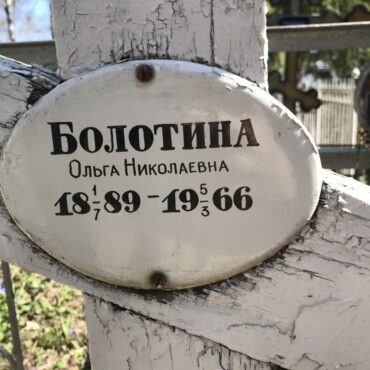 БОЛОТИНА
ОЛЬГА НИКОЛАЕВНА
18 1/7 89 - 19 5/3 66